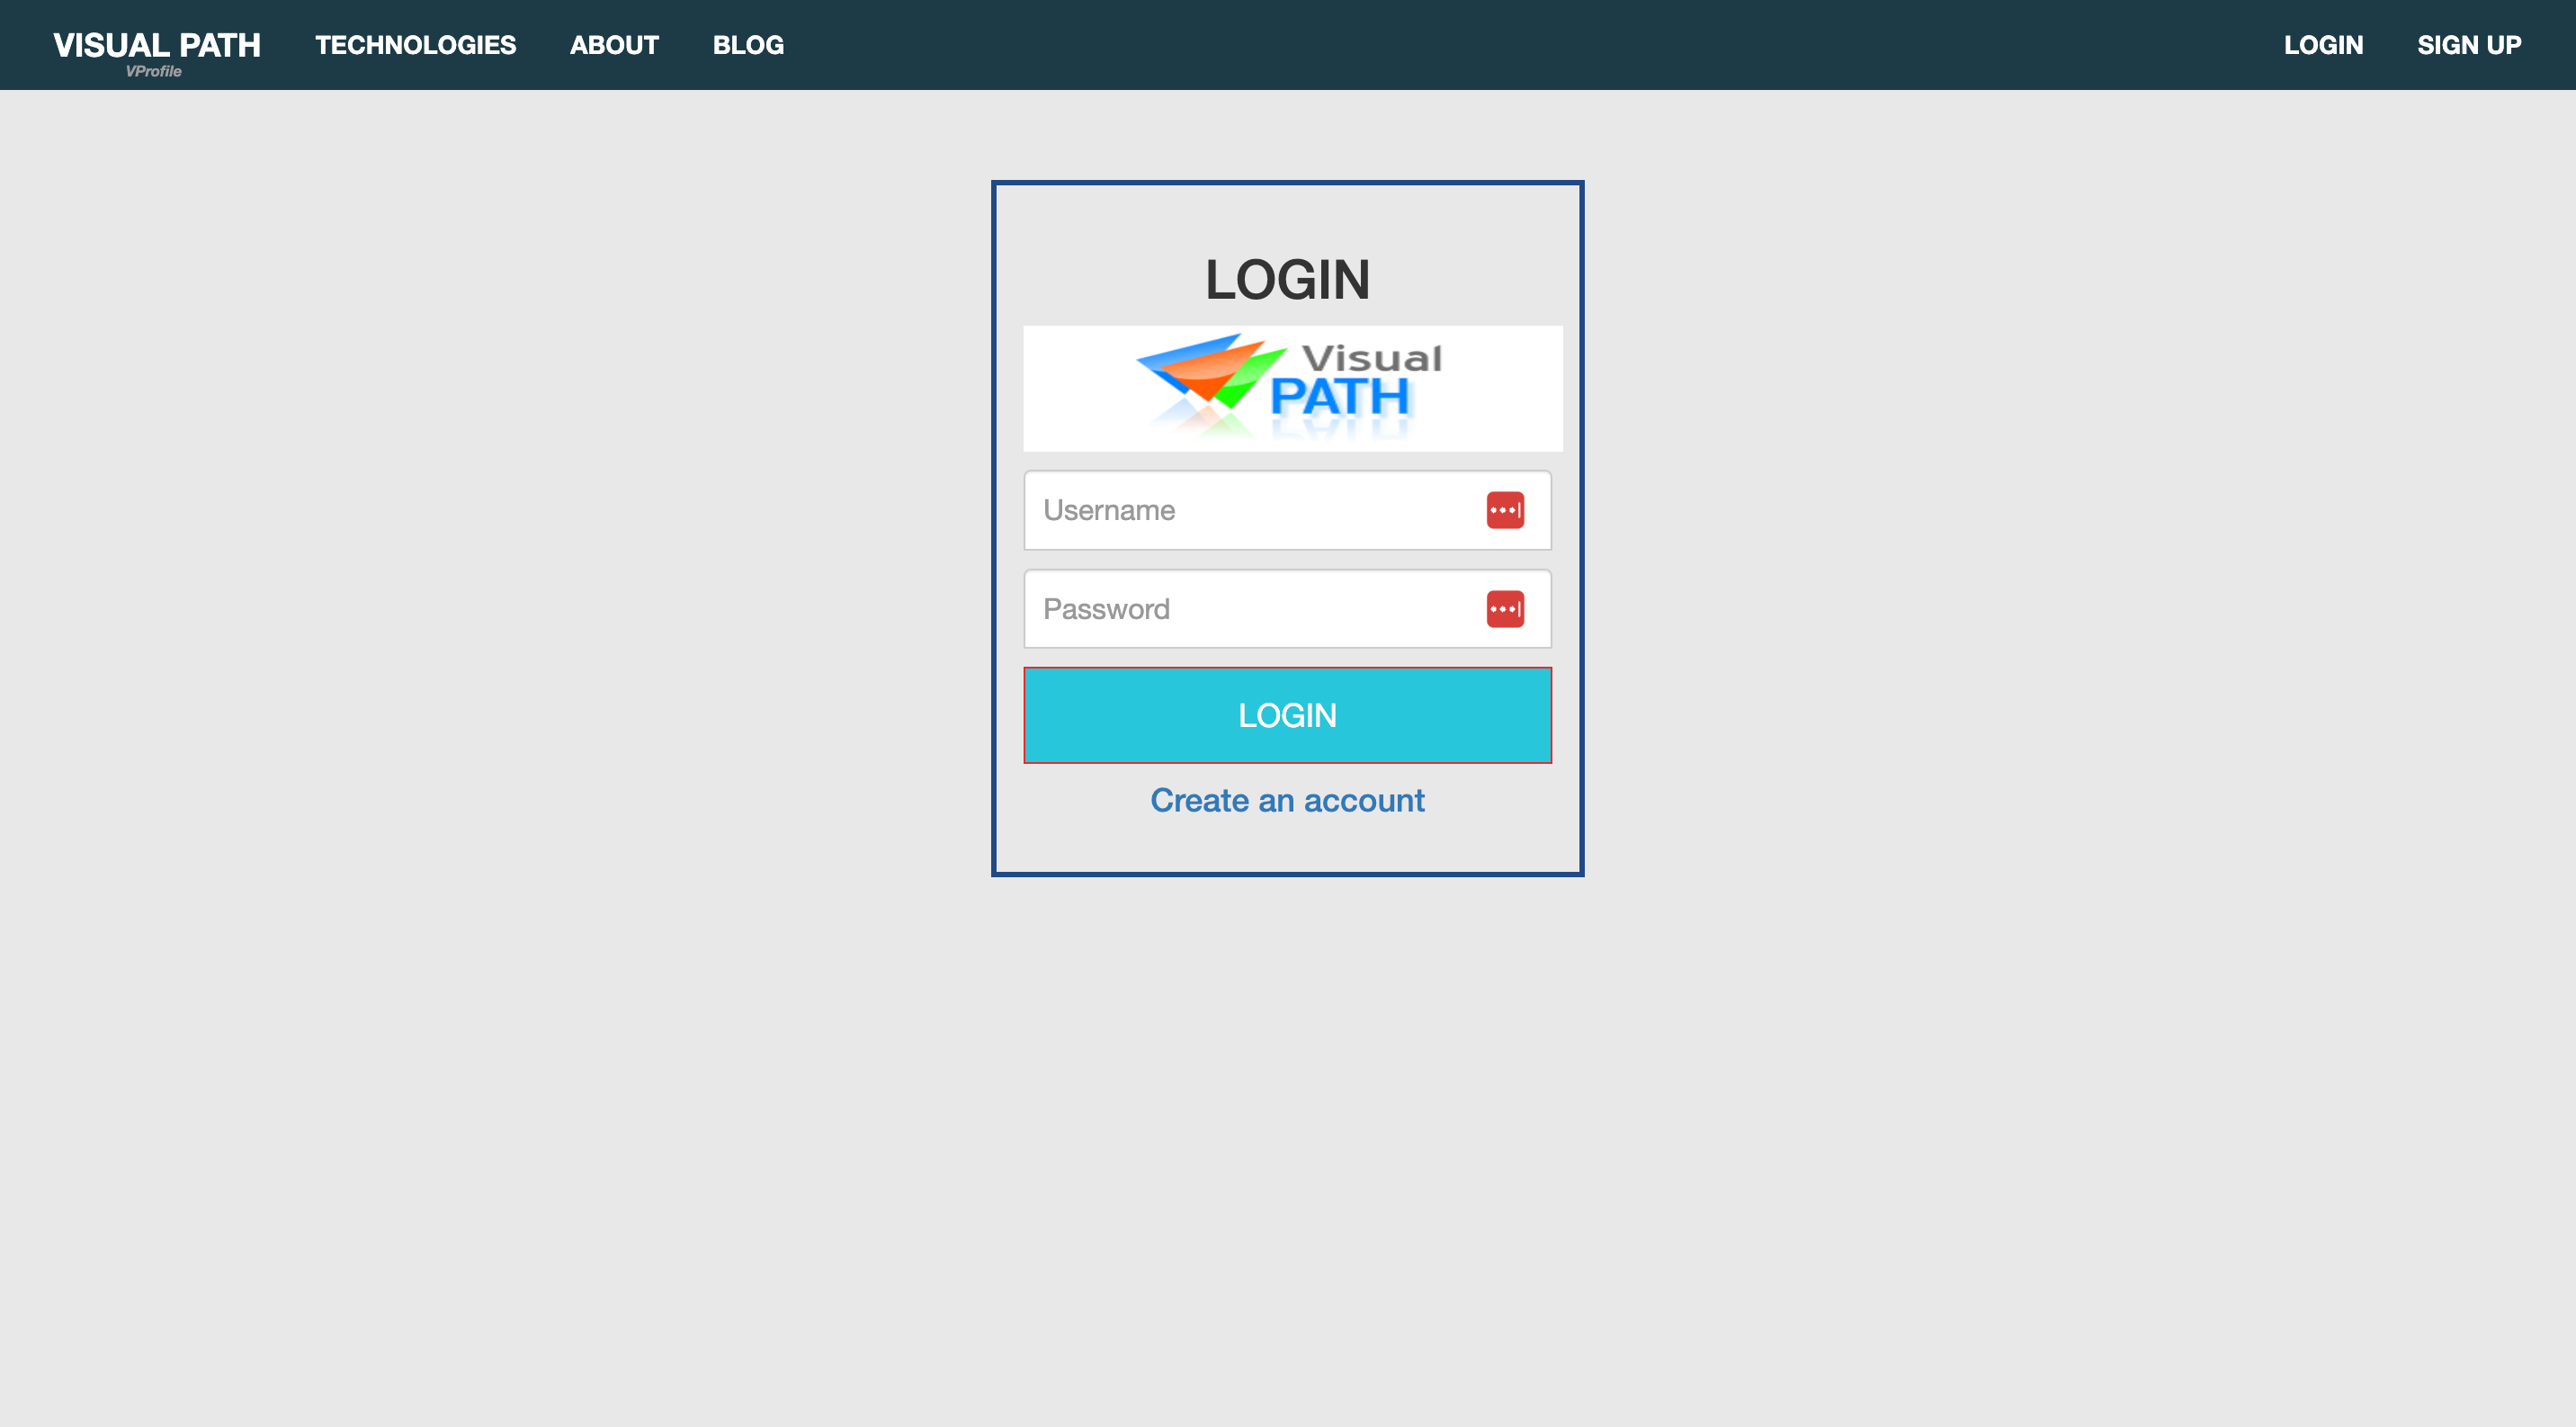 VISUAL PATH TECHNOLOGIES ABOUT BLOG LOGIN SIGN UP
VProfile
LOGIN
Visual
PATH
Username
Password
LOGIN
Create an account